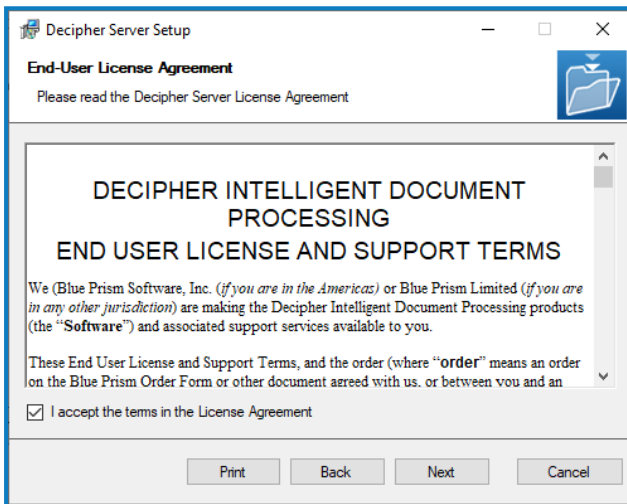 Decipher Server Setup
End-User License Agreement
Please read the Decipher Server License Agreement
DECIPHER INTELLIGENT DOCUMENT
PROCESSING
END USER LICENSE AND SUPPORT TERMS
We (Blue Prism Software, Inc. (if you are in the Americas) or Blue Prism Limited (if you are
in any other jurisdiction) are making the Decipher Intelligent Document Processing products
(the “Software”) and associated support services available to you.
These End User License and Support Terms, and the order (where “order” means an order
on the Blue Prism Order Form or other document agreed with us, or between you and an
I accept the terms in the License Agreement
Print Back Next Cancel